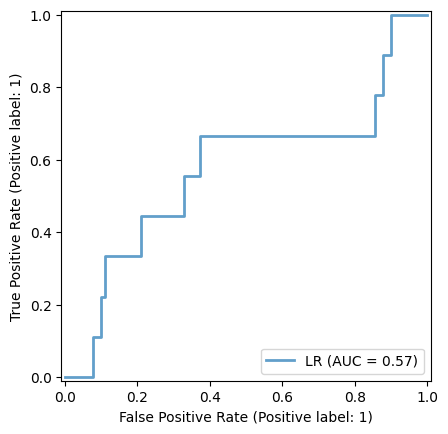 1.0
0.8
0.6
0.4
0.2
0.0
True Positive Rate (Positive label: 1)
LR (AUC = 0.57)
0.0 0.2 0.4 0.6 0.8 1.0
False Positive Rate (Positive label: 1)